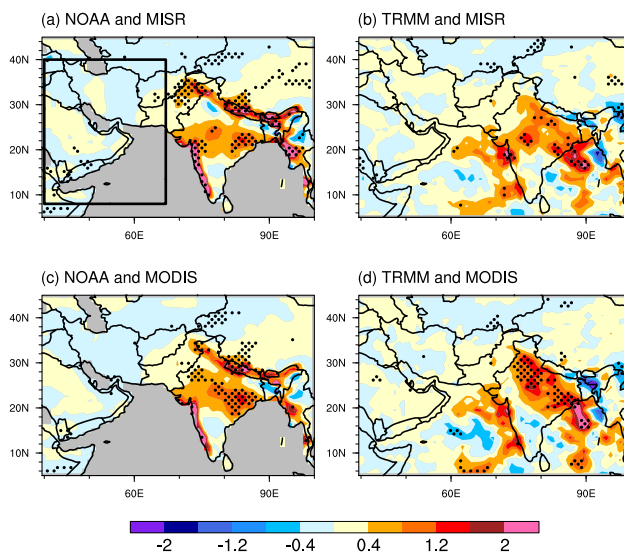 (a) NOAA and MISR
(b) TRMM and MISR
40N
30N
20N
10N
60E
90E
40N
30N
20N
10N
60E
90E
(c) NOAA and MODIS
(d) TRMM and MODIS
40N
30N
20N
10N
60E
90E
40N
30N
20N
10N
60E
90E
-2 -1.2 -0.4 0.4 1.2 2